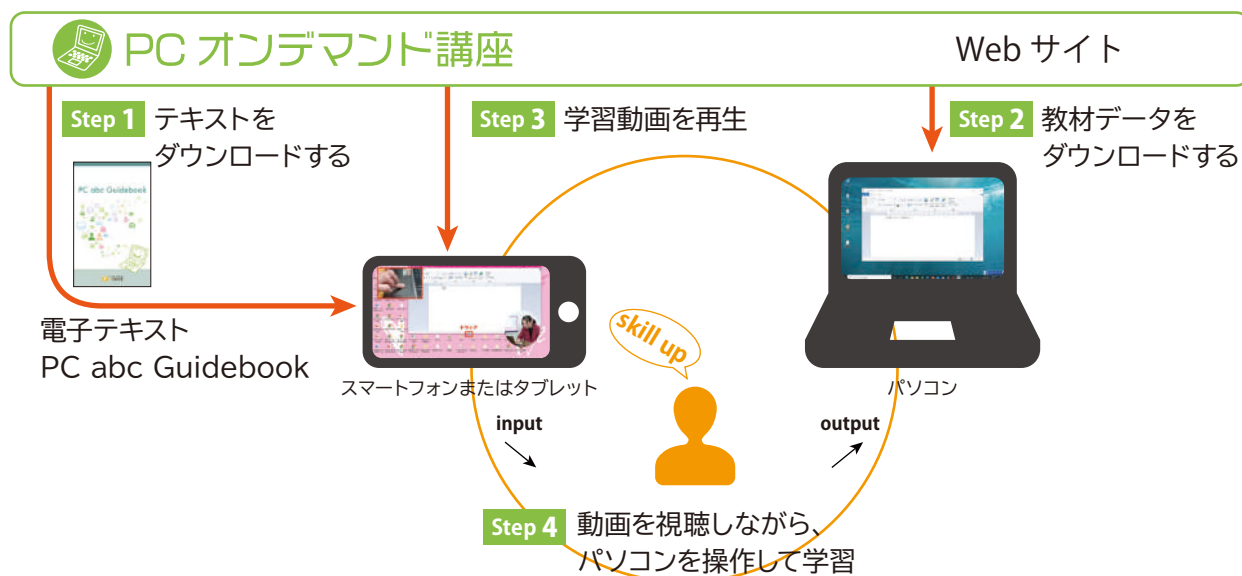 PC オンデマンド講座
Web サイト
Step 1 テキストを
ダウンロードする
PC abc Guidebook
電子テキスト
PC abc Guidebook
Step 3 学習動画を再生
Step 2 教材データを
ダウンロードする
ドラッグ
スマートフォンまたはタブレット
skill up
パソコン
input
output
Step 4 動画を視聴しながら、
パソコンを操作して学習